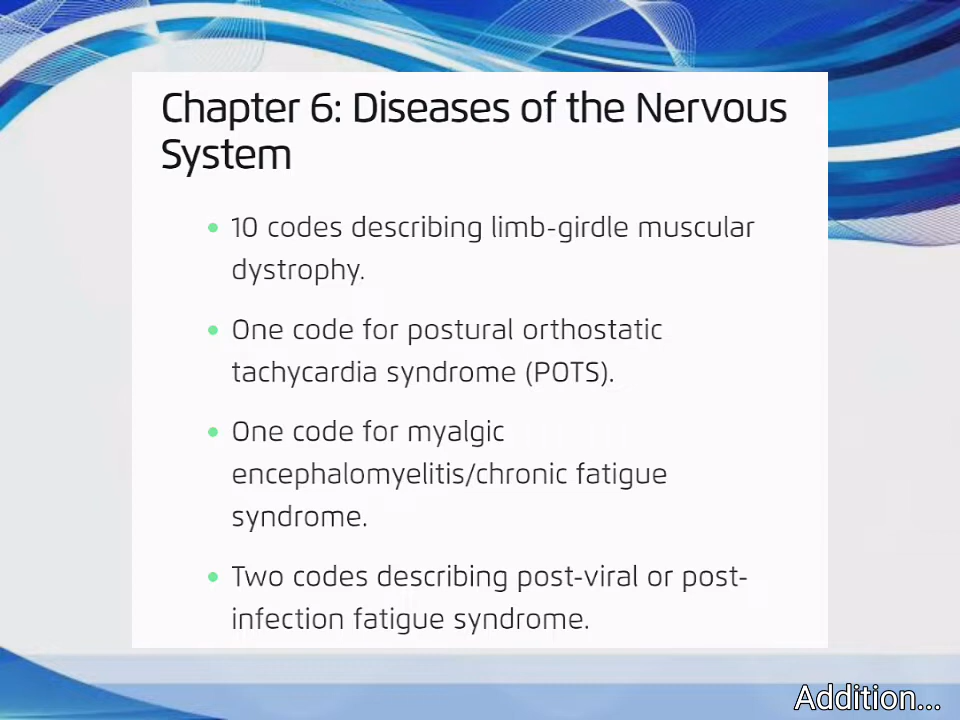 Chapter 6: Diseases of the Nervous
System
• 10 codes describing limb-girdle muscular
dystrophy.
• One code for postural orthostatic
tachycardia syndrome (POTS).
• One code for myalgic
encephalomyelitis/chronic fatigue
syndrome.
• Two codes describing post-viral or post-
infection fatigue syndrome.
Addition...